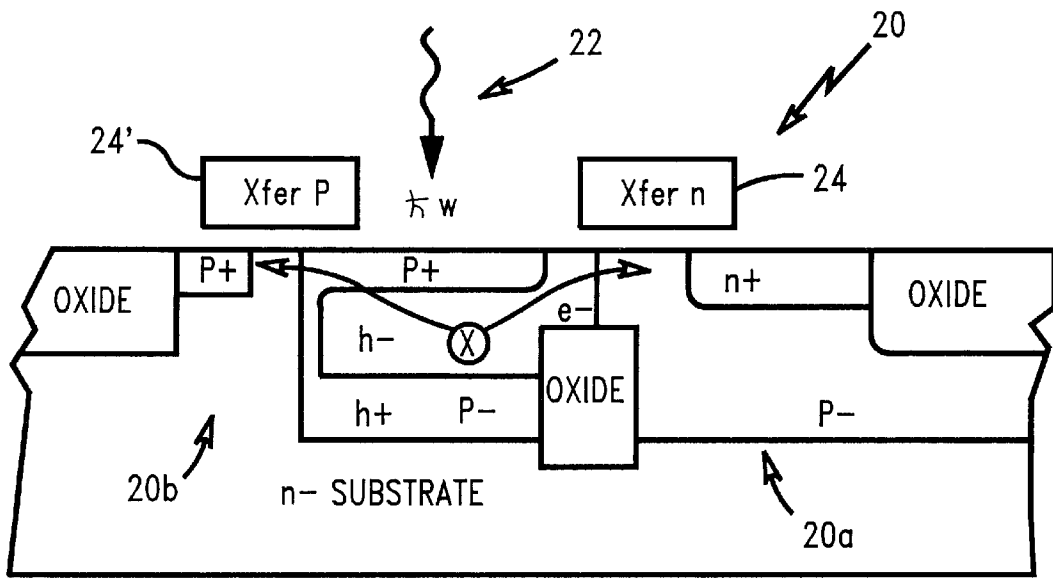 22
20
24'
Xfer P
ħw
Xfer n
24
OXIDE
P+
P+
n+
OXIDE
e-
h-
X
OXIDE
h+
P-
P-
20b
n- SUBSTRATE
20a